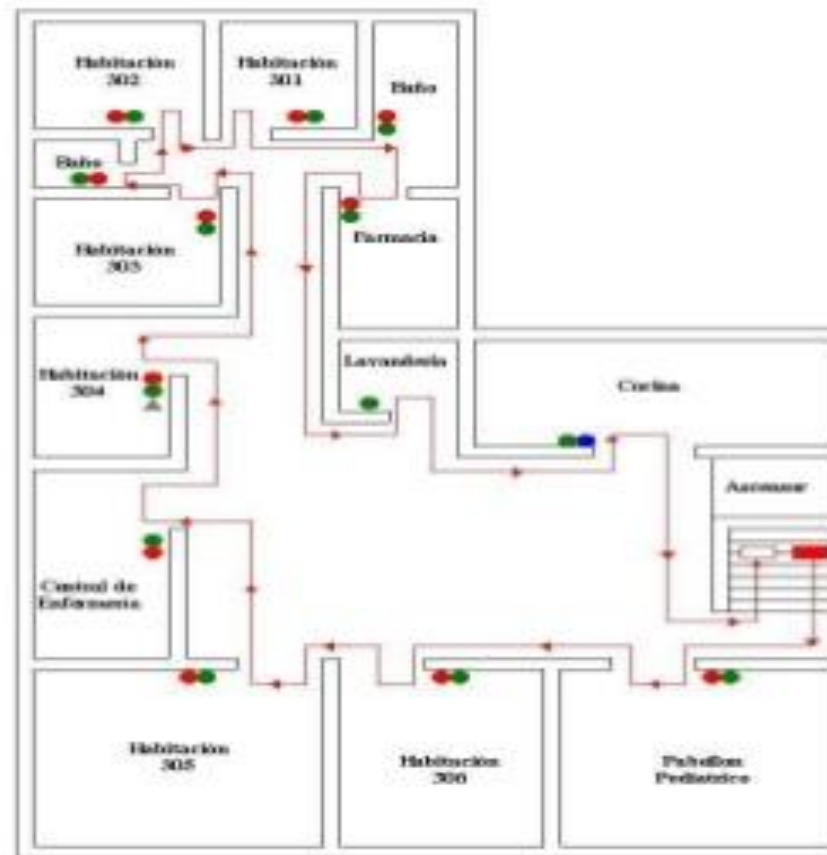 Habitación
302
Habitación
301
Baño
Baño
Habitación
303
Farmacia
Habitación
304
Lavandería
Cocina
Ascensor
Central de
Enfermería
Habitación
305
Habitación
306
Pabellon
Pediatrico